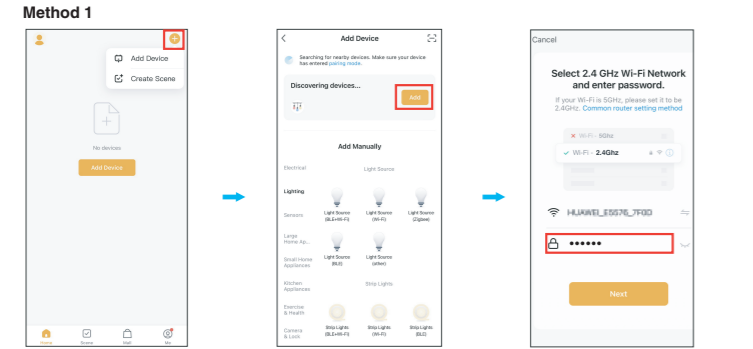 Method 1
Add Device
Create Scene
No devices
Add Device
Home
Scene
Mall
Me
Add Device
Searching for nearby devices. Make sure your device
has entered pairing mode.
Discovering devices...
Add
Add Manually
Electrical
Lighting
Sensors
Large
Home Ap...
Small Home
Appliances
Kitchen
Appliances
Exercise
& Health
Camera
& Lock
Light Source
Light Source
(BLE+Wi-Fi)
Light Source
(Wi-Fi)
Light Source
(Zigbee)
Light Source
(BLE)
Light Source
(other)
Strip Lights
Strip Lights
(BLE+Wi-Fi)
Strip Lights
(Wi-Fi)
Strip Lights
(BLE)
Cancel
Select 2.4 GHz Wi-Fi Network
and enter password.
If your Wi-Fi is 5GHz, please set it to be
2.4GHz. Common router setting method
Wi-Fi - 5Ghz
Wi-Fi - 2.4Ghz
HUAWEI_E5576_7F0D
••••••
Next